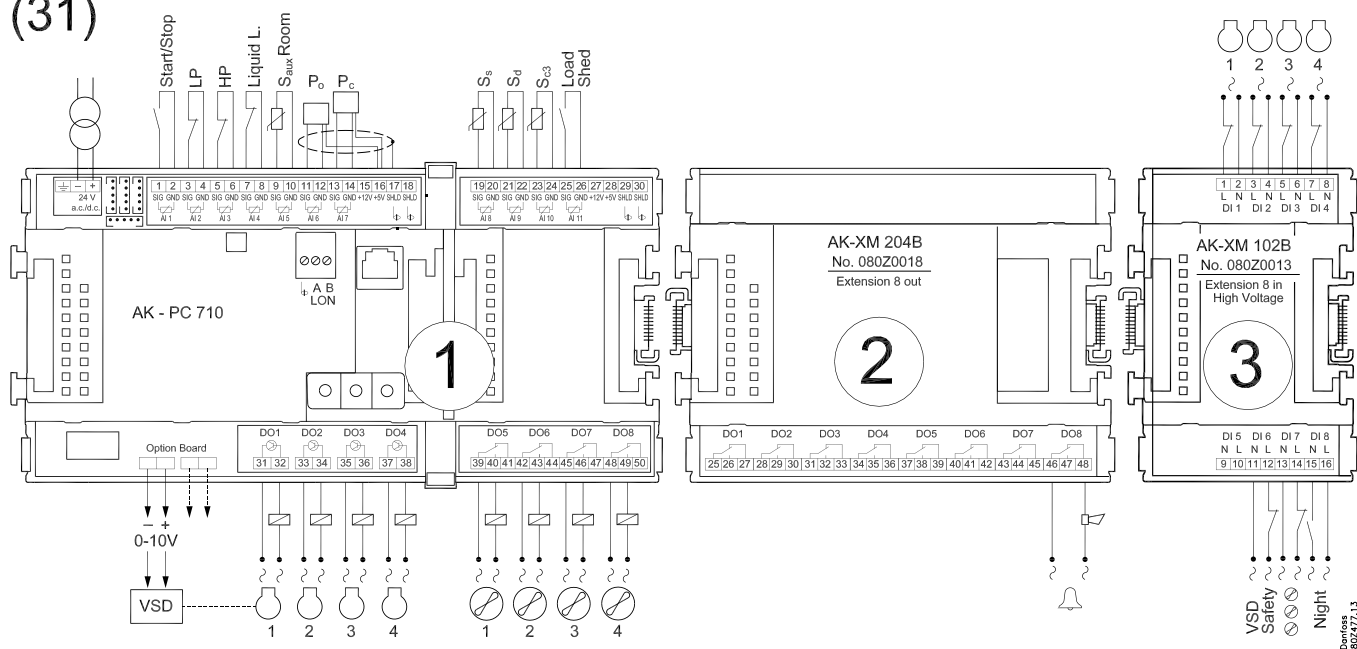 (31)
Start/Stop
LP
HP
Liquid L.
Saux Room
Po
Pc
Ss
Sd
Sc3
Load
Shed
1 2 3 4
− +
24 V
a.c./d.c.
1 2 3 4 5 6 7 8 9 10 11 12 13 14 15 16 17 18
SIG GND SIG GND SIG GND SIG GND SIG GND SIG GND SIG GND +12V +5V SHLD SHLD
AI 1 AI 2 AI 3 AI 4 AI 5 AI 6 AI 7
19 20 21 22 23 24 25 26 27 28 29 30
SIG GND SIG GND SIG GND SIG GND +12V +5V SHLD SHLD
AI 8 AI 9 AI 10 AI 11
1 2 3 4 5 6 7 8
L N L N L N L N
DI 1 DI 2 DI 3 DI 4
A B
LON
AK - PC 710
1
AK-XM 204B
No. 080Z0018
Extension 8 out
2
AK-XM 102B
No. 080Z0013
Extension 8 in
High Voltage
3
Option Board
DO1 DO2 DO3 DO4
31 32 33 34 35 36 37 38
DO5 DO6 DO7 DO8
39 40 41 42 43 44 45 46 47 48 49 50
DO1 DO2 DO3 DO4 DO5 DO6 DO7 DO8
25 26 27 28 29 30 31 32 33 34 35 36 37 38 39 40 41 42 43 44 45 46 47 48
DI 5 DI 6 DI 7 DI 8
N L N L N L N L
9 10 11 12 13 14 15 16
− +
0-10V
VSD
1 2 3 4
1 2 3 4
VSD
Safety
Night
Danfoss
80Z477.13